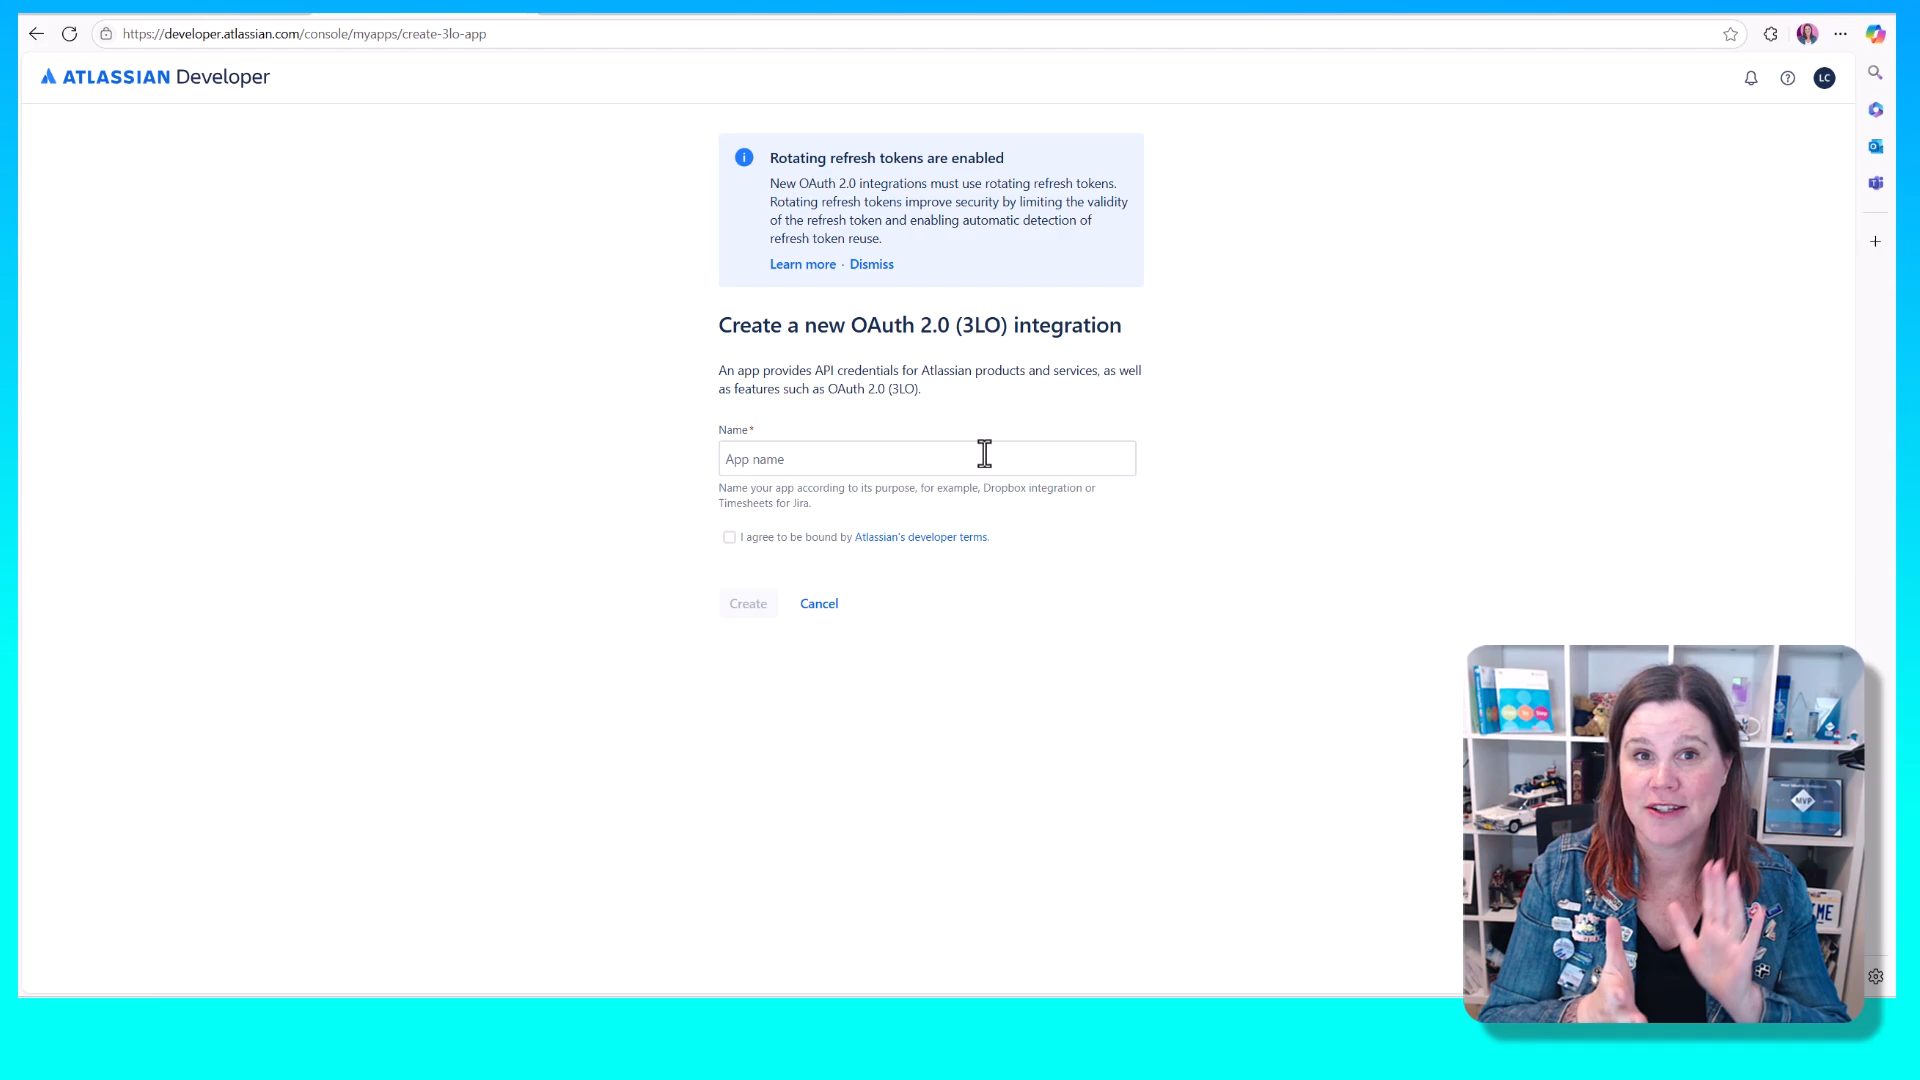 https://developer.atlassian.com/console/myapps/create-3lo-app
ATLASSIAN Developer
LC
Rotating refresh tokens are enabled
New OAuth 2.0 integrations must use rotating refresh tokens.
Rotating refresh tokens improve security by limiting the validity
of the refresh token and enabling automatic detection of
refresh token reuse.
Learn more · Dismiss
Create a new OAuth 2.0 (3LO) integration
An app provides API credentials for Atlassian products and services, as well
as features such as OAuth 2.0 (3LO).
Name*
App name
Name your app according to its purpose, for example, Dropbox integration or
Timesheets for Jira.
I agree to be bound by Atlassian's developer terms.
Create
Cancel
MVP